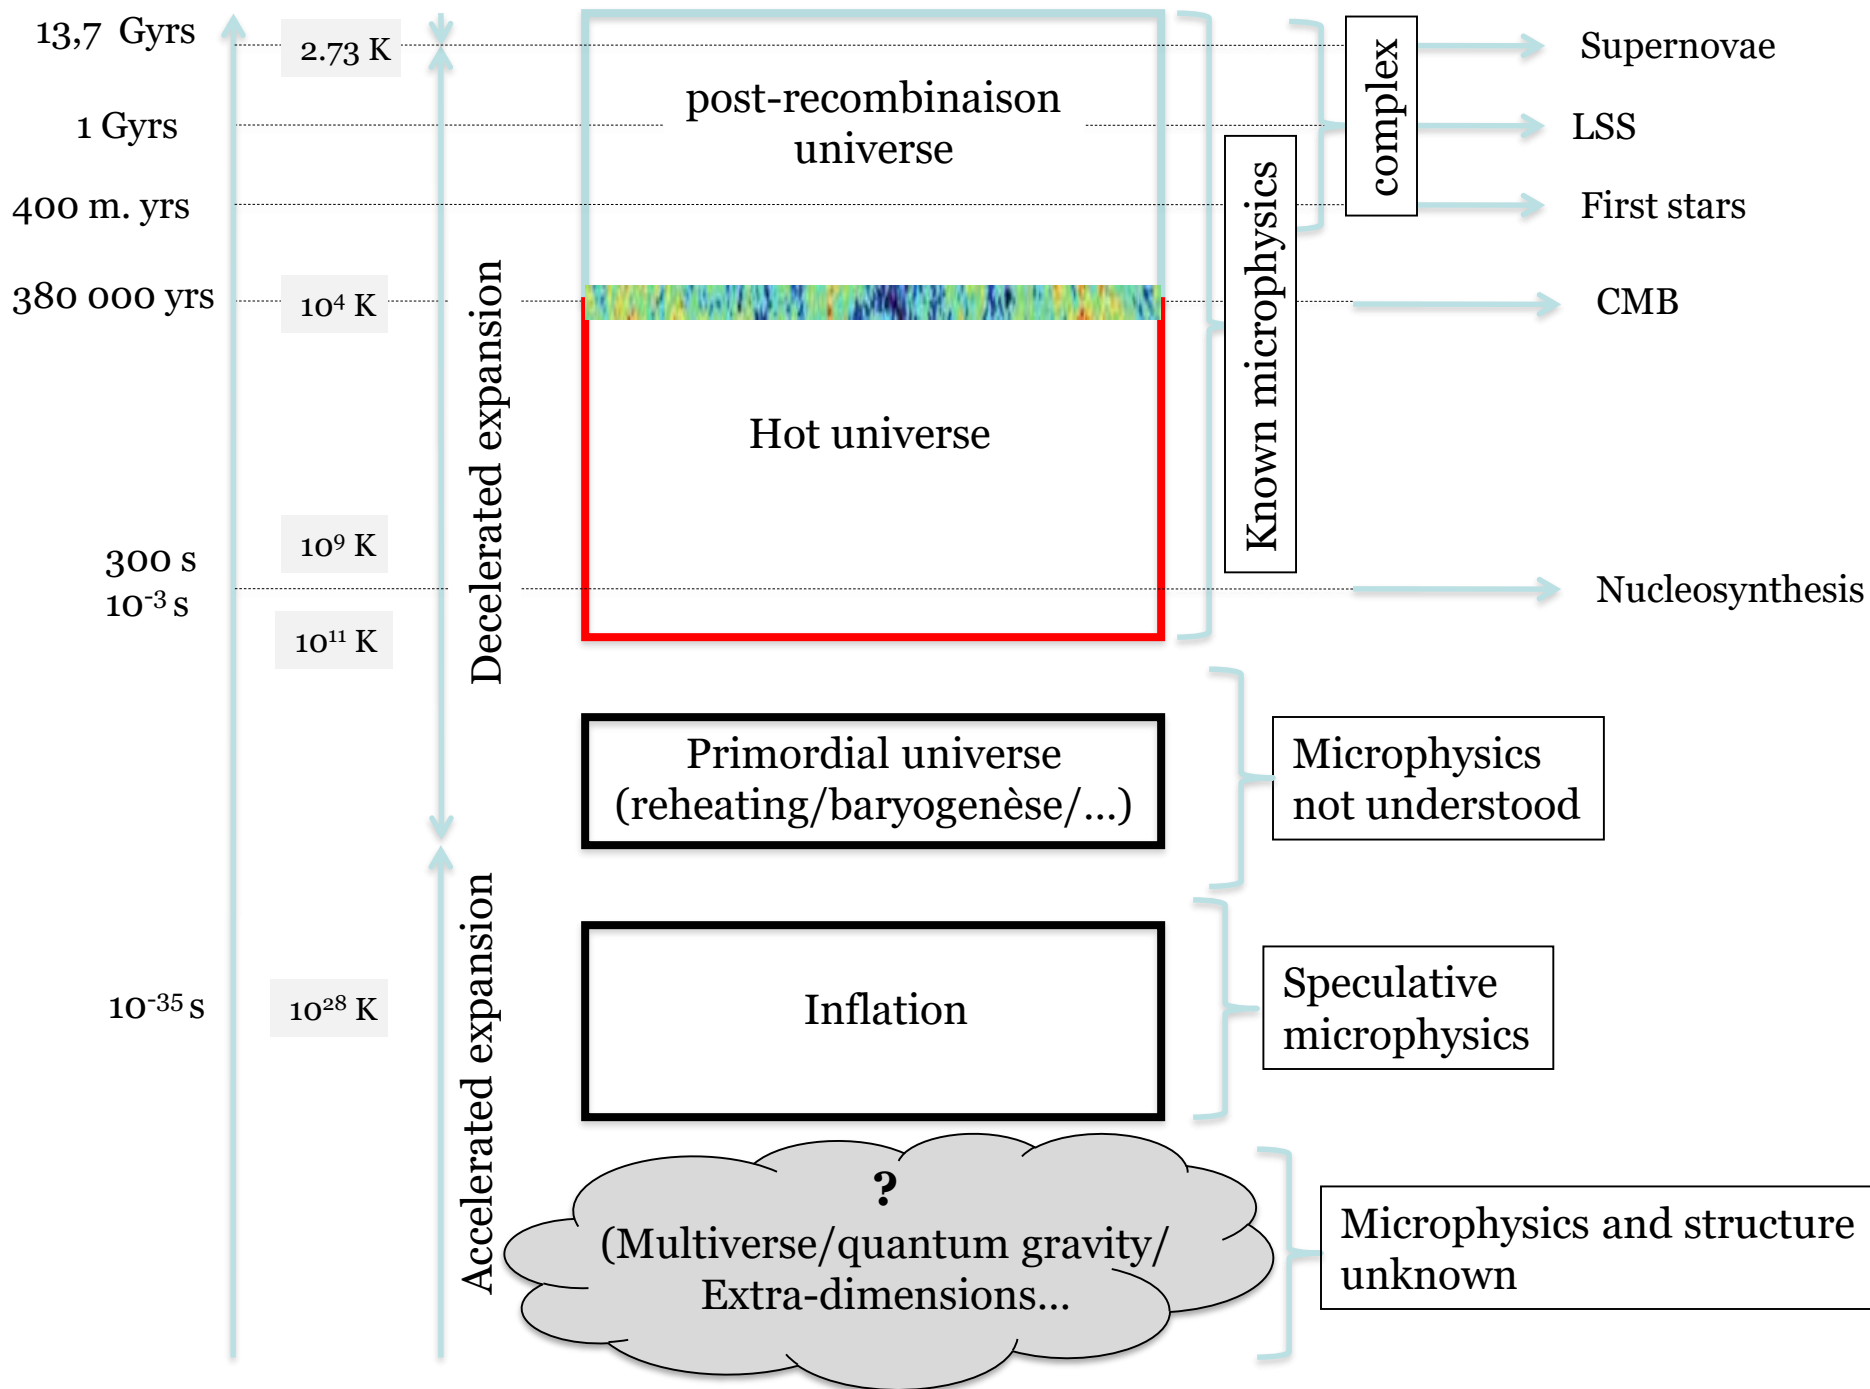 13,7 Gyrs
2.73 K
Supernovae
post-recombinaison
universe
1 Gyrs
LSS
complex
400 m. yrs
First stars
Known microphysics
380 000 yrs
10⁴ K
CMB
Decelerated expansion
Hot universe
10⁹ K
300 s
10⁻³ s
Nucleosynthesis
10¹¹ K
Primordial universe
(reheating/baryogenèse/...)
Microphysics
not understood
Accelerated expansion
10⁻³⁵ s
10²⁸ K
Inflation
Speculative
microphysics
?
(Multiverse/quantum gravity/
Extra-dimensions...
Microphysics and structure
unknown